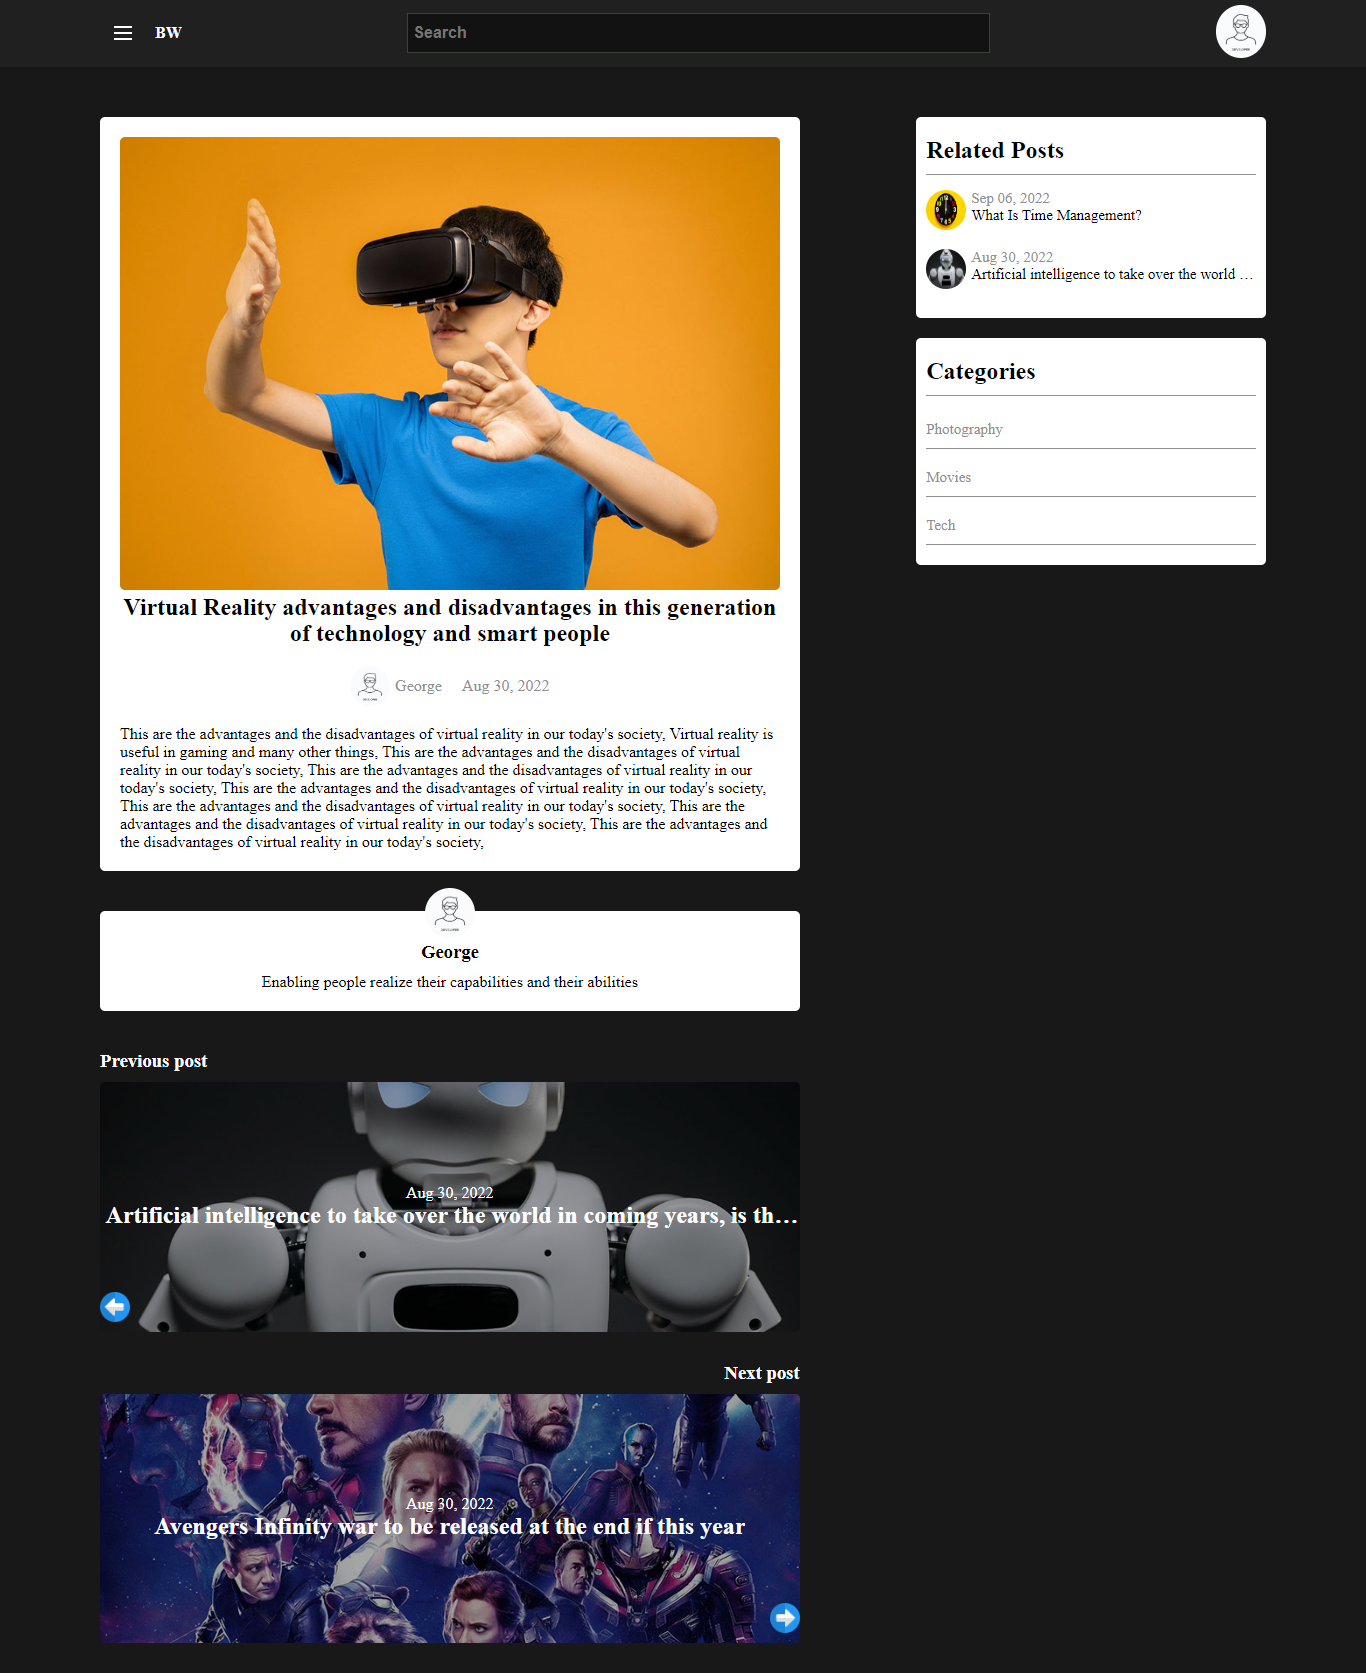 BW
Search
Related Posts
Sep 06, 2022
What Is Time Management?
Aug 30, 2022
Artificial intelligence to take over the world …
Categories
Photography
Movies
Tech
Virtual Reality advantages and disadvantages in this generation
of technology and smart people
George Aug 30, 2022
This are the advantages and the disadvantages of virtual reality in our today's society, Virtual reality is
useful in gaming and many other things, This are the advantages and the disadvantages of virtual
reality in our today's society, This are the advantages and the disadvantages of virtual reality in our
today's society, This are the advantages and the disadvantages of virtual reality in our today's society,
This are the advantages and the disadvantages of virtual reality in our today's society, This are the
advantages and the disadvantages of virtual reality in our today's society, This are the advantages and
the disadvantages of virtual reality in our today's society,
George
Enabling people realize their capabilities and their abilities
Previous post
Aug 30, 2022
Artificial intelligence to take over the world in coming years, is th…
Next post
Aug 30, 2022
Avengers Infinity war to be released at the end if this year